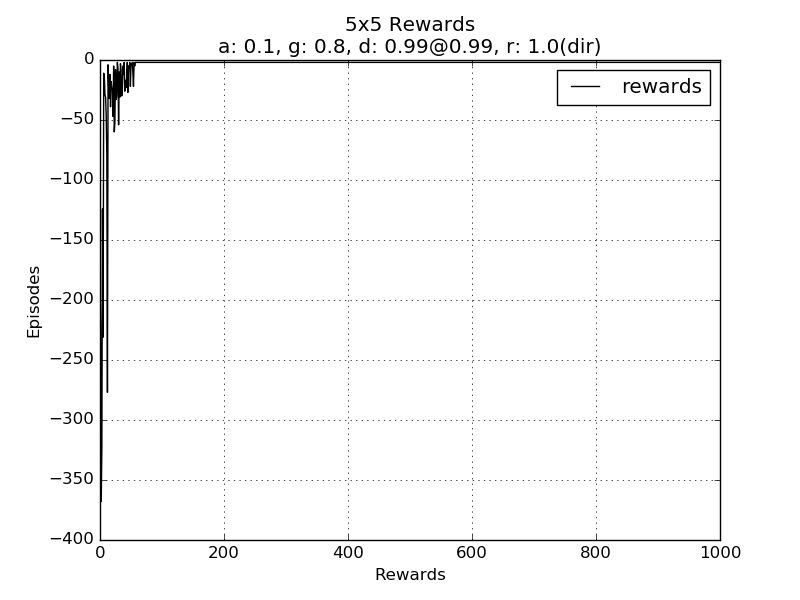 5x5 Rewards
a: 0.1, g: 0.8, d: 0.99@0.99, r: 1.0(dir)
rewards
0
−50
−100
−150
−200
−250
−300
−350
−400
Episodes
0 200 400 600 800 1000
Rewards